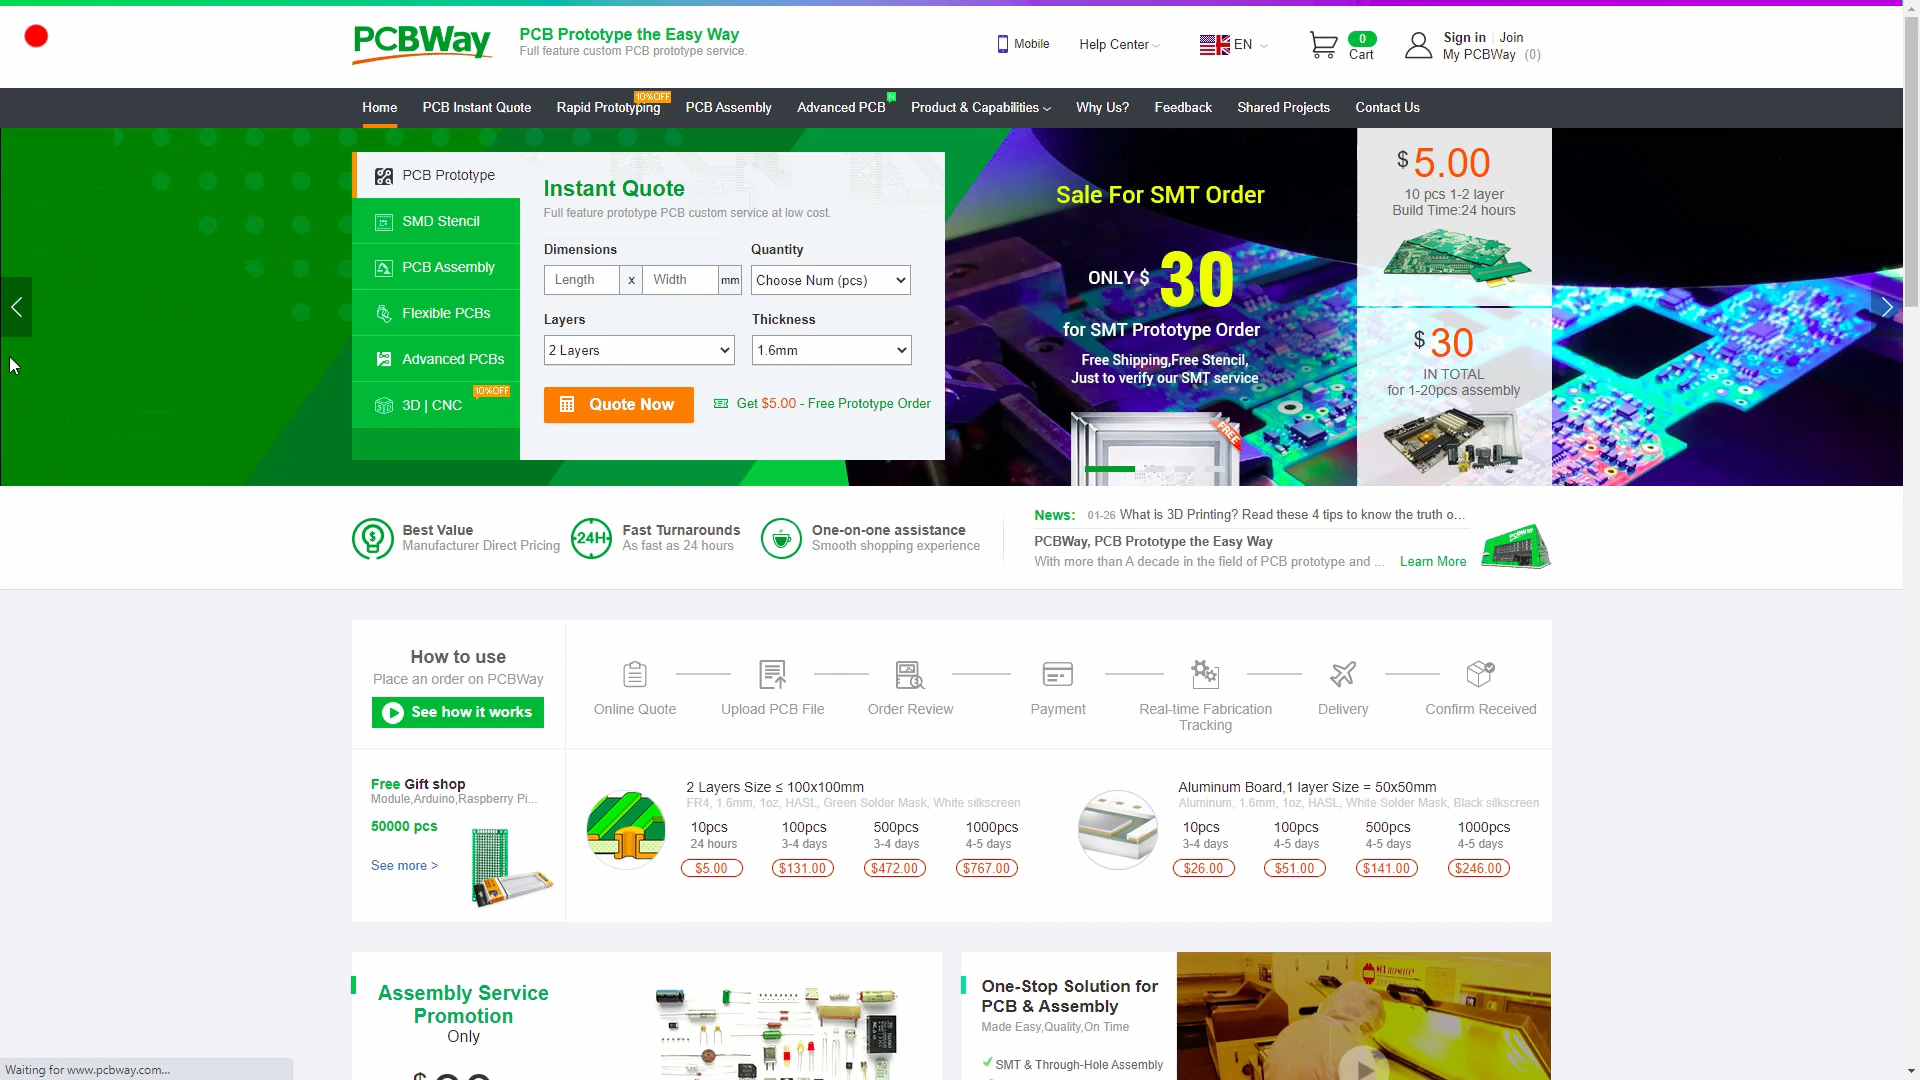 PCBWay
PCB Prototype the Easy Way
Full feature custom PCB prototype service.
Mobile
Help Center
EN
0
Cart
Sign in
Join
My PCBWay (0)
Home
PCB Instant Quote
Rapid Prototyping
10%OFF
PCB Assembly
Advanced PCB
N
Product & Capabilities
Why Us?
Feedback
Shared Projects
Contact Us
PCB Prototype
SMD Stencil
PCB Assembly
Flexible PCBs
Advanced PCBs
10%OFF
3D | CNC
Instant Quote
Full feature prototype PCB custom service at low cost.
Dimensions
Quantity
Length x Width mm
Choose Num (pcs)
Layers
Thickness
2 Layers
1.6mm
Quote Now
Get $5.00 - Free Prototype Order
Sale For SMT Order
ONLY $ 30
for SMT Prototype Order
Free Shipping,Free Stencil,
Just to verify our SMT service
FREE
$ 5.00
10 pcs 1-2 layer
Build Time:24 hours
$ 30
IN TOTAL
for 1-20pcs assembly
Best Value
Manufacturer Direct Pricing
24H
Fast Turnarounds
As fast as 24 hours
One-on-one assistance
Smooth shopping experience
News: 01-26 What is 3D Printing? Read these 4 tips to know the truth o...
PCBWay, PCB Prototype the Easy Way
With more than A decade in the field of PCB prototype and ... Learn More
How to use
Place an order on PCBWay
See how it works
Online Quote
Upload PCB File
Order Review
Payment
Real-time Fabrication
Tracking
Delivery
Confirm Received
Free Gift shop
Module,Arduino,Raspberry Pi...
50000 pcs
See more >
2 Layers Size ≤ 100x100mm
FR4, 1.6mm, 1oz, HASL, Green Solder Mask, White silkscreen
10pcs 100pcs 500pcs 1000pcs
24 hours 3-4 days 3-4 days 4-5 days
$5.00 $131.00 $472.00 $767.00
Aluminum Board,1 layer Size = 50x50mm
Aluminum, 1.6mm, 1oz, HASL, White Solder Mask, Black silkscreen
10pcs 100pcs 500pcs 1000pcs
3-4 days 4-5 days 4-5 days 4-5 days
$26.00 $51.00 $141.00 $246.00
Assembly Service
Promotion
Only
One-Stop Solution for
PCB & Assembly
Made Easy,Quality,On Time
SMT & Through-Hole Assembly
Waiting for www.pcbway.com...